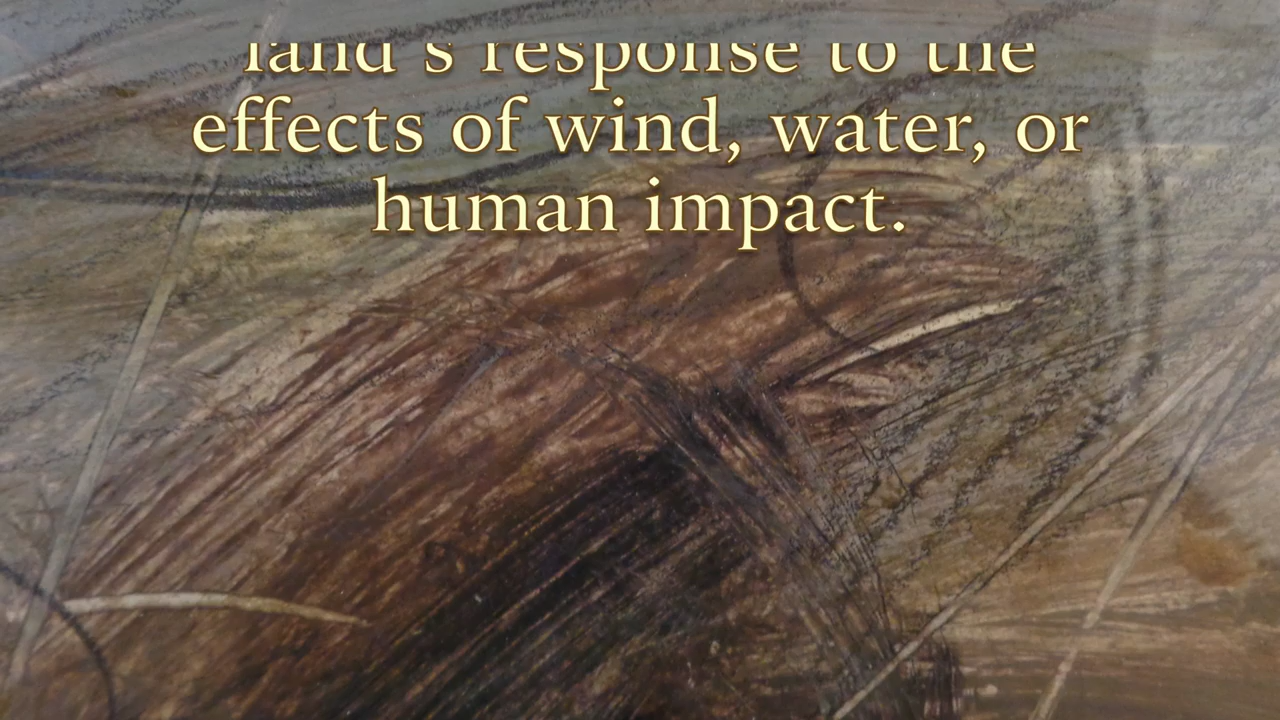 land's response to the
effects of wind, water, or
human impact.